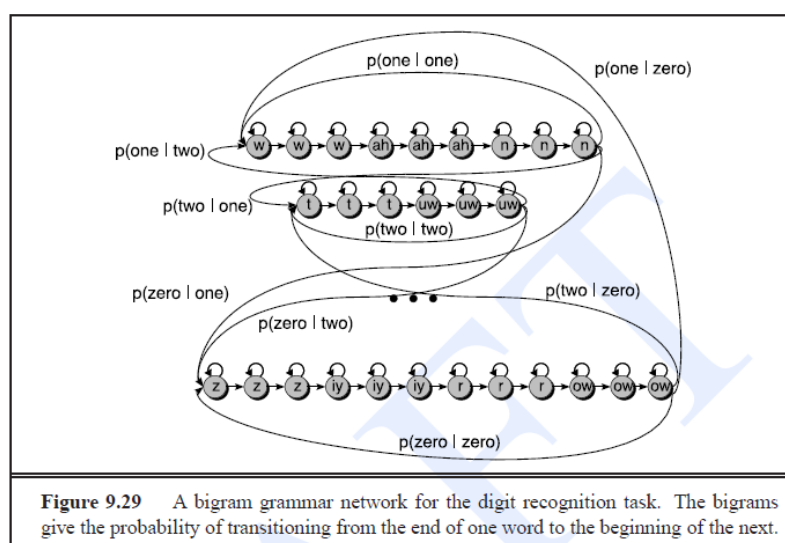 p(one | one)
p(one | zero)
w w w ah ah ah n n n
p(one | two)
p(two | one)
t t t uw uw uw
p(two | two)
p(zero | one)
p(two | zero)
p(zero | two)
z z z iy iy iy r r r ow ow ow
p(zero | zero)
Figure 9.29 A bigram grammar network for the digit recognition task. The bigrams
give the probability of transitioning from the end of one word to the beginning of the next.